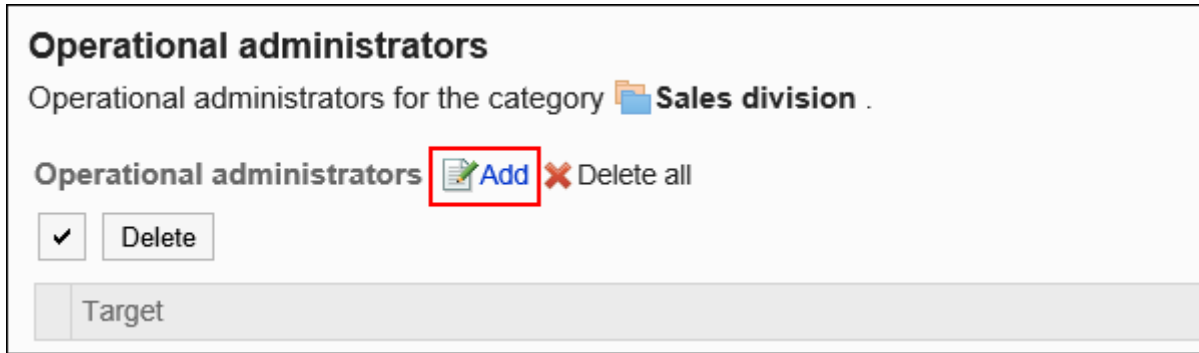 Operational administrators
Operational administrators for the category Sales division .
Operational administrators Add Delete all
Delete
Target